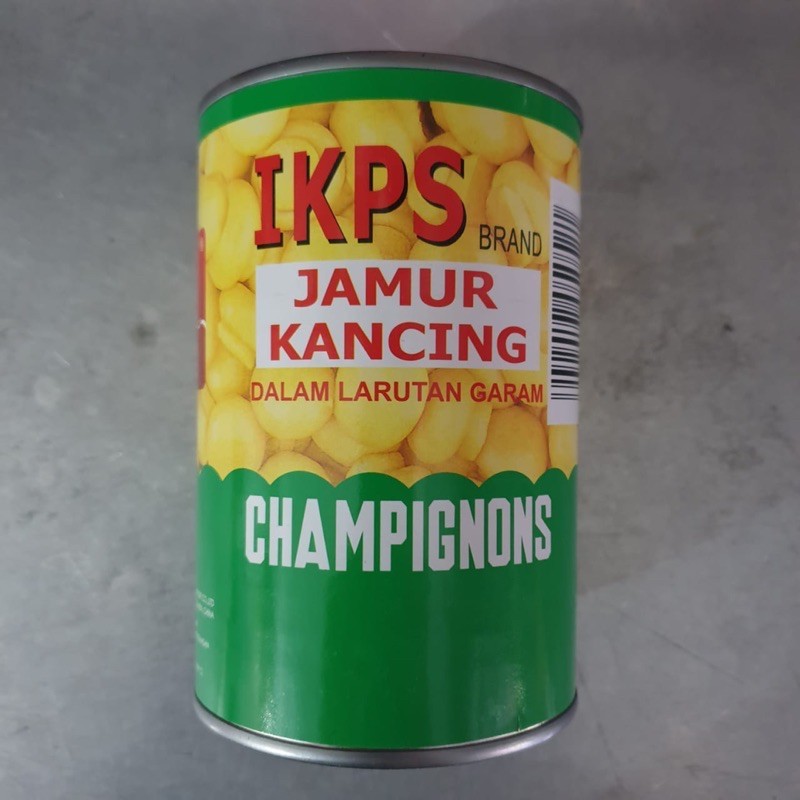 IKPS
BRAND
JAMUR
KANCING
DALAM LARUTAN GARAM
CHAMPIGNONS